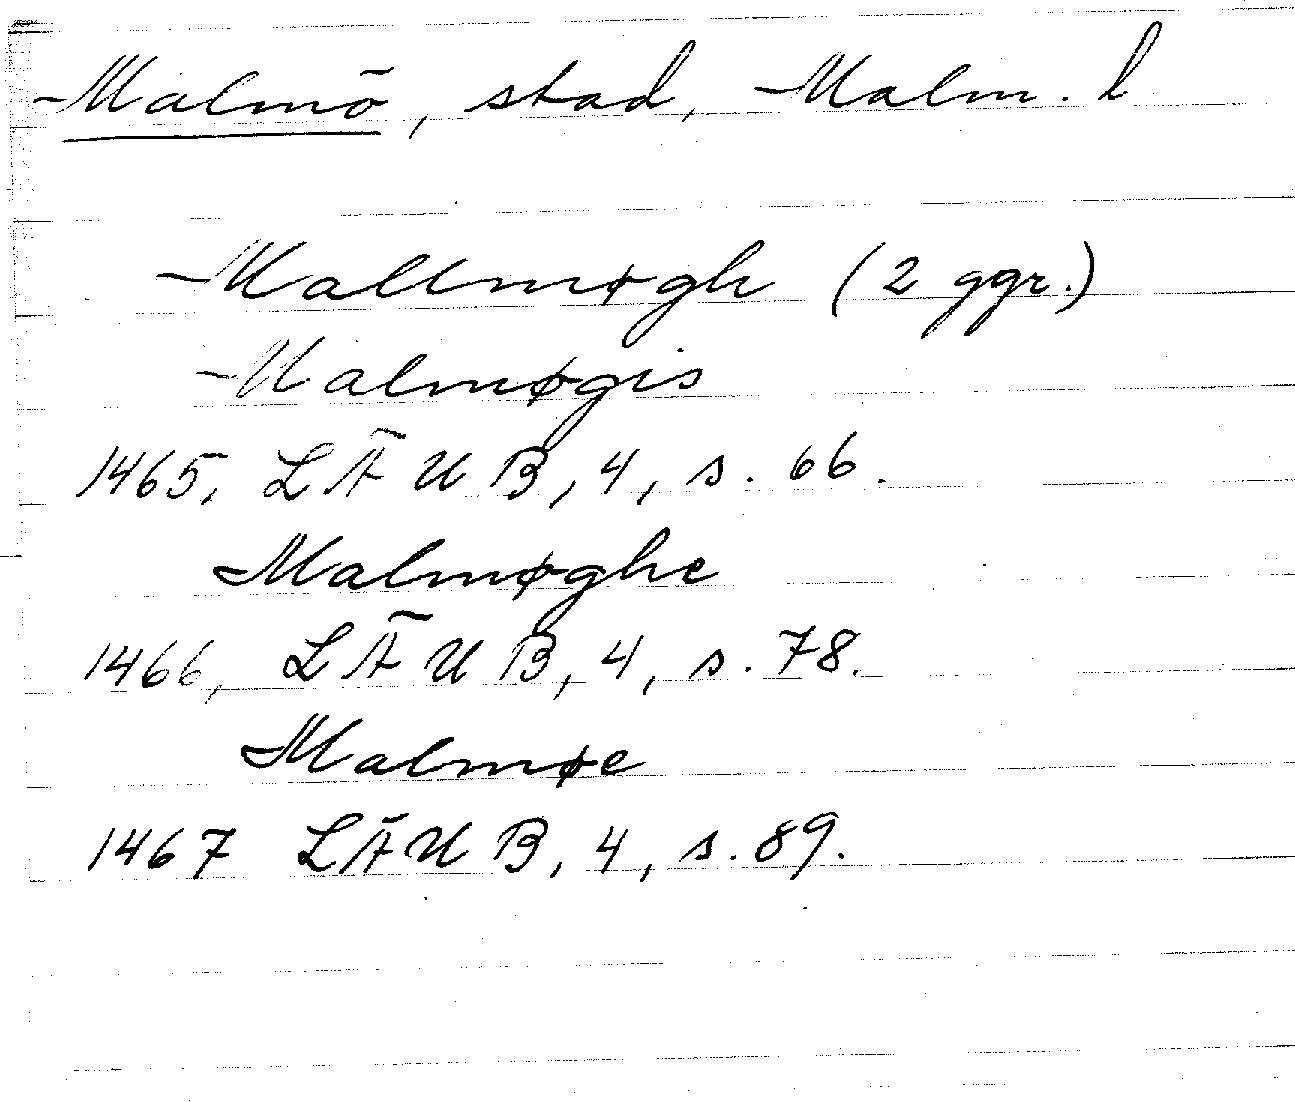 Malmö, stad, Malm. l
Mallmøgh (2 ggr.)
Malmøgis
1465, LÄUB, 4, s. 66.
Malmøghe
1466, LÄUB, 4, s. 78.
Malmøe
1467 LÄUB, 4, s. 89.